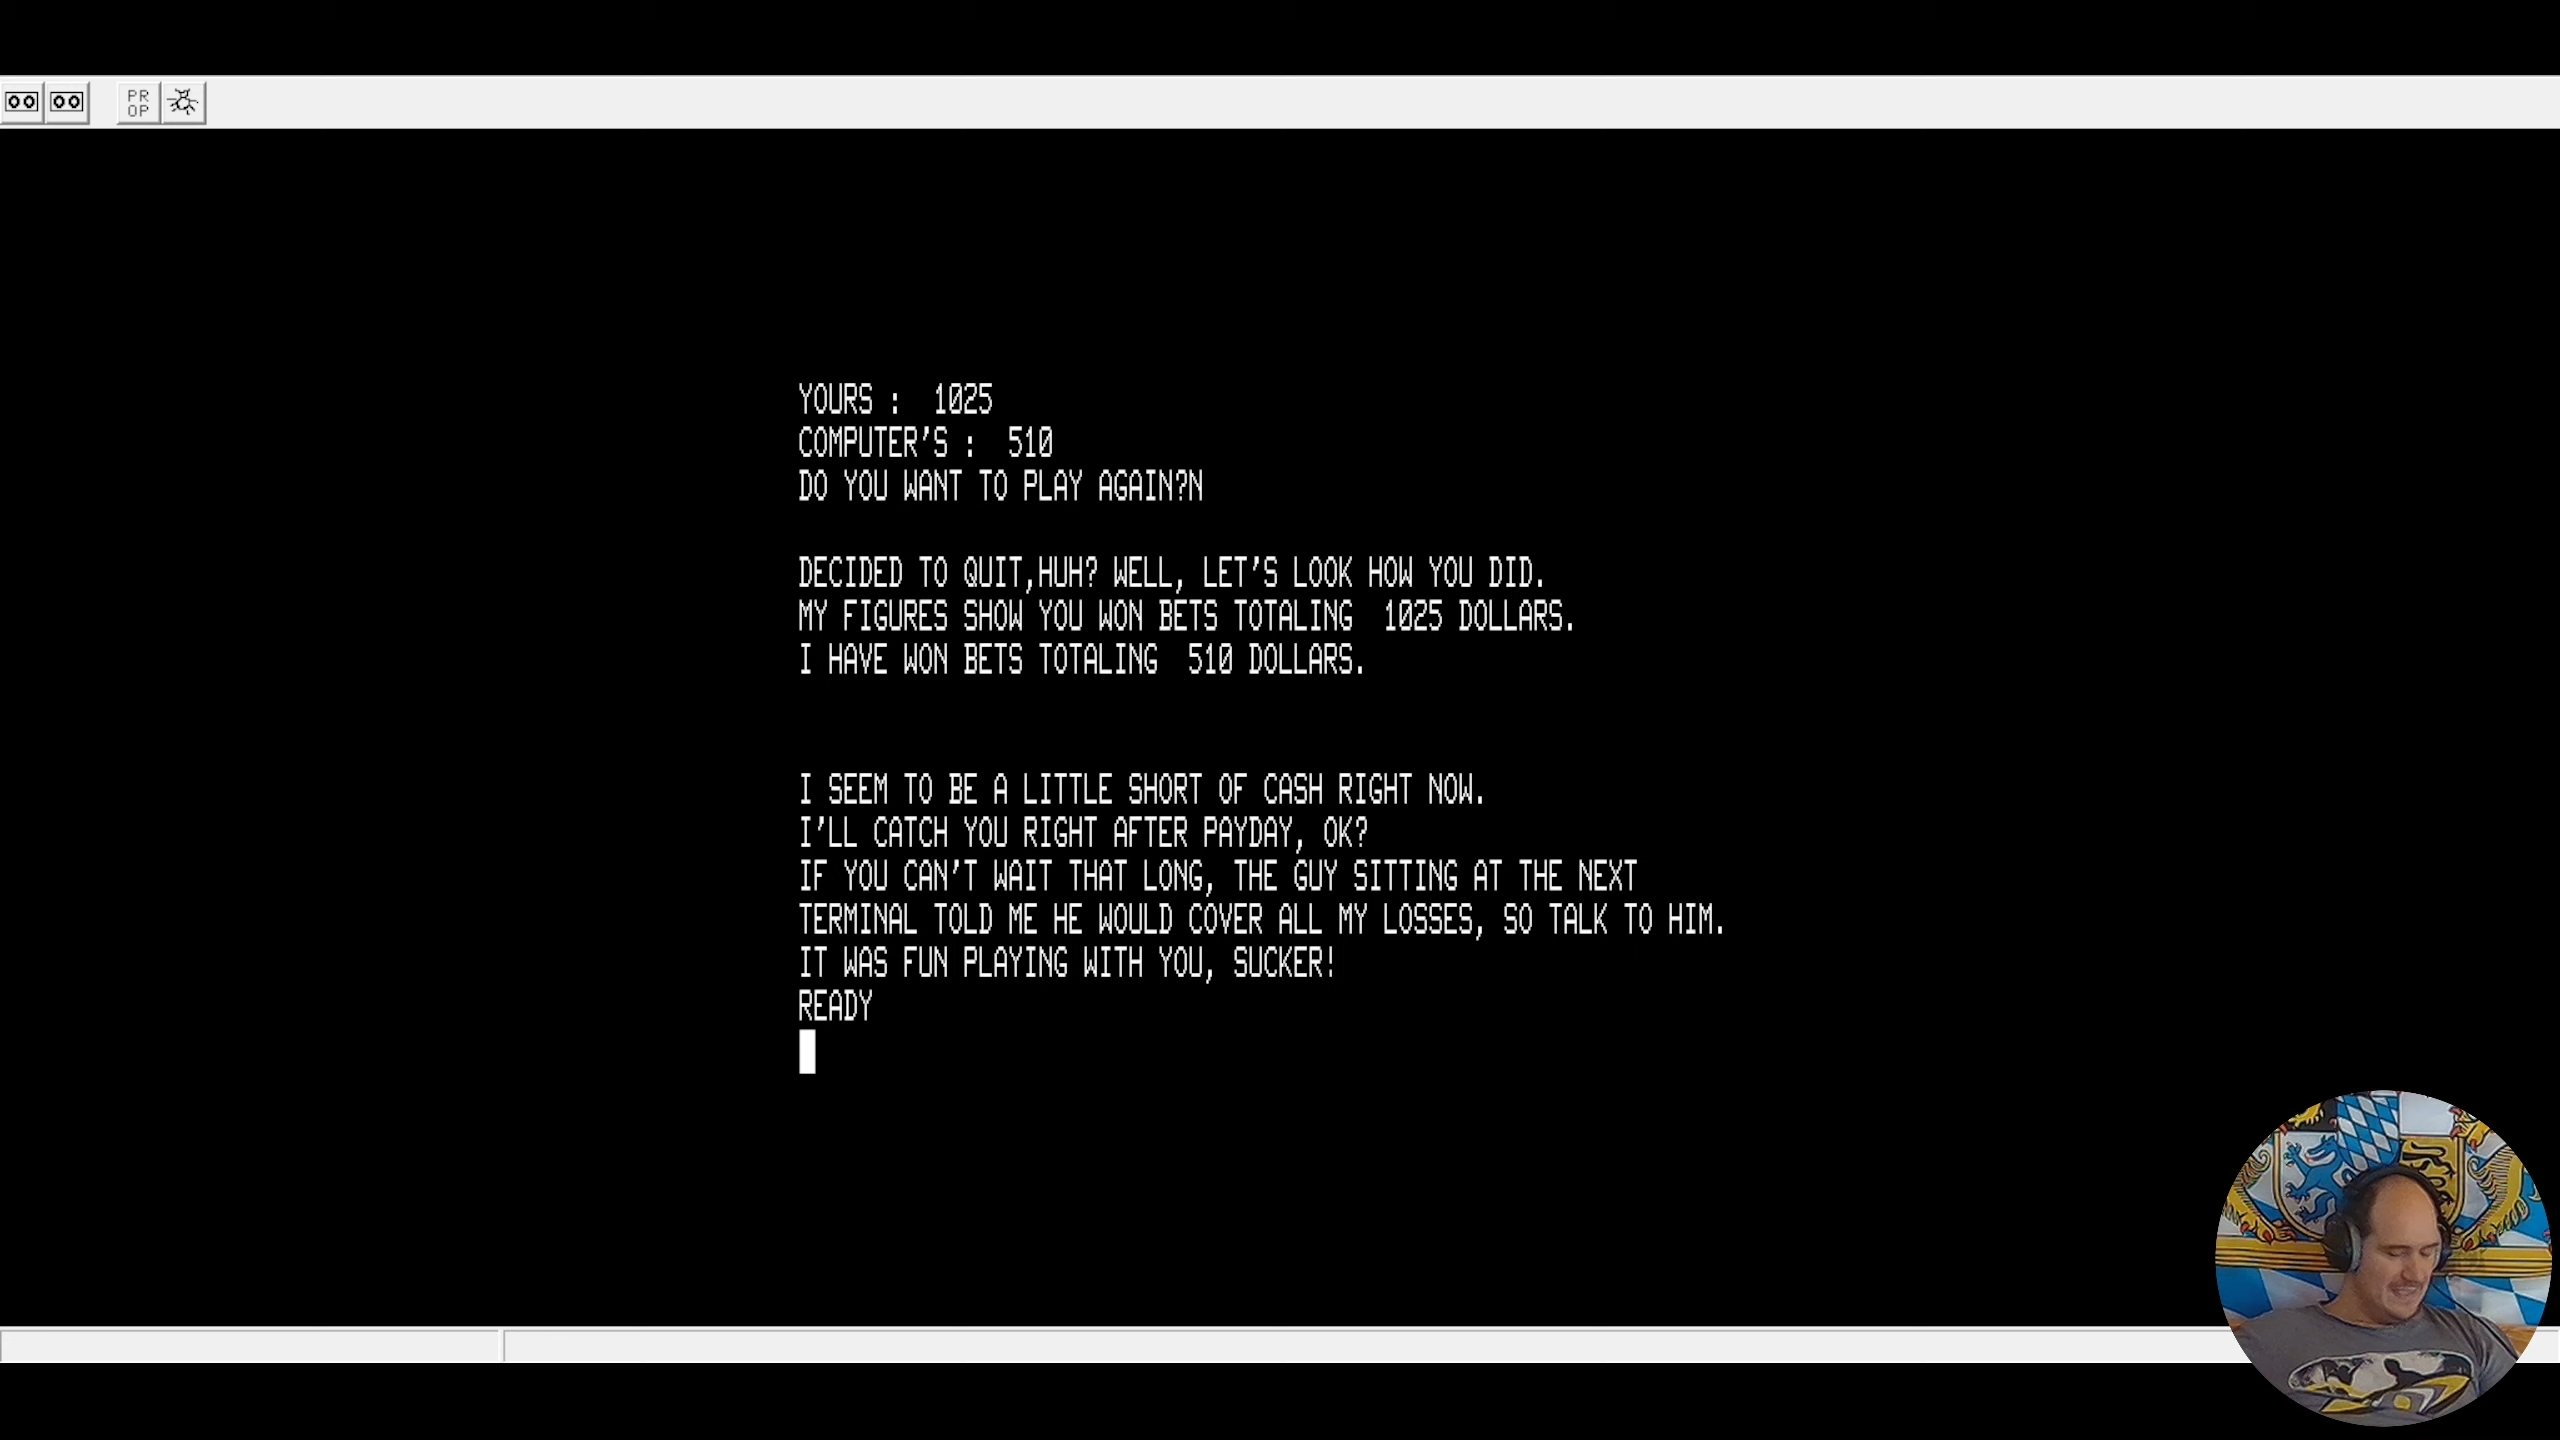 PR
OP
YOURS :  1025
COMPUTER'S :  510
DO YOU WANT TO PLAY AGAIN?N
DECIDED TO QUIT,HUH? WELL, LET'S LOOK HOW YOU DID.
MY FIGURES SHOW YOU WON BETS TOTALING  1025 DOLLARS.
I HAVE WON BETS TOTALING  510 DOLLARS.
I SEEM TO BE A LITTLE SHORT OF CASH RIGHT NOW.
I'LL CATCH YOU RIGHT AFTER PAYDAY, OK?
IF YOU CAN'T WAIT THAT LONG, THE GUY SITTING AT THE NEXT
TERMINAL TOLD ME HE WOULD COVER ALL MY LOSSES, SO TALK TO HIM.
IT WAS FUN PLAYING WITH YOU, SUCKER!
READY